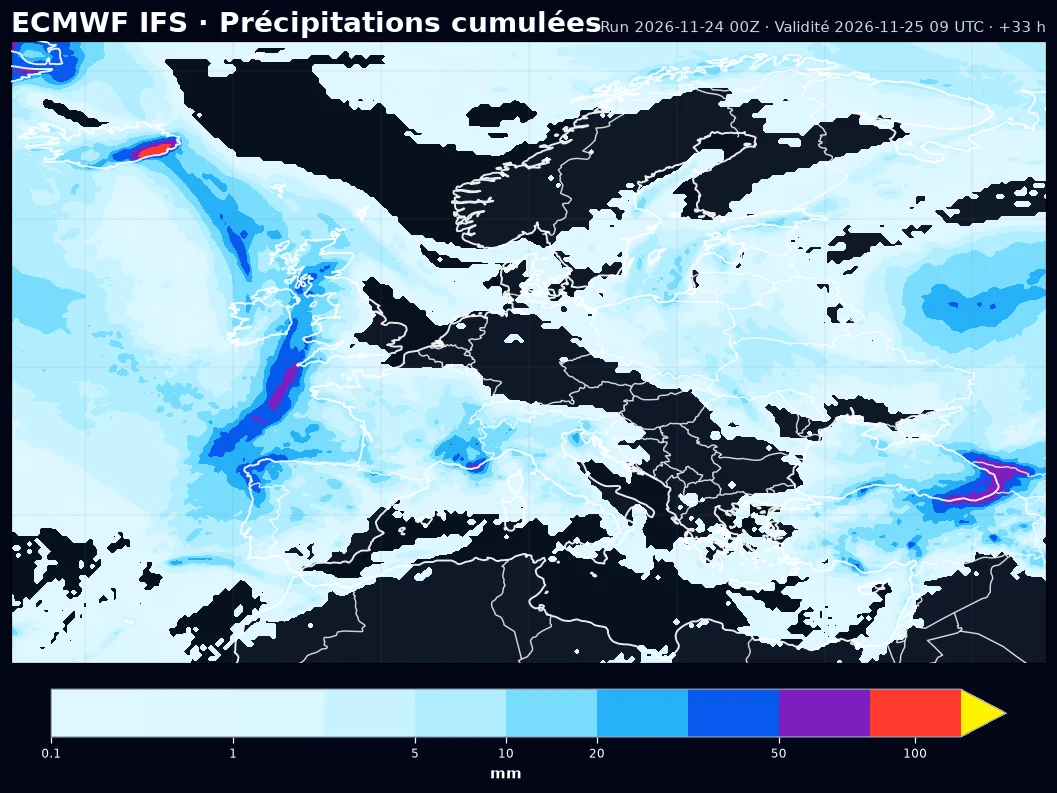 ECMWF IFS · Précipitations cumulées
Run 2026-11-24 00Z · Validité 2026-11-25 09 UTC · +33 h
0.1 1 5 10 20 50 100
mm